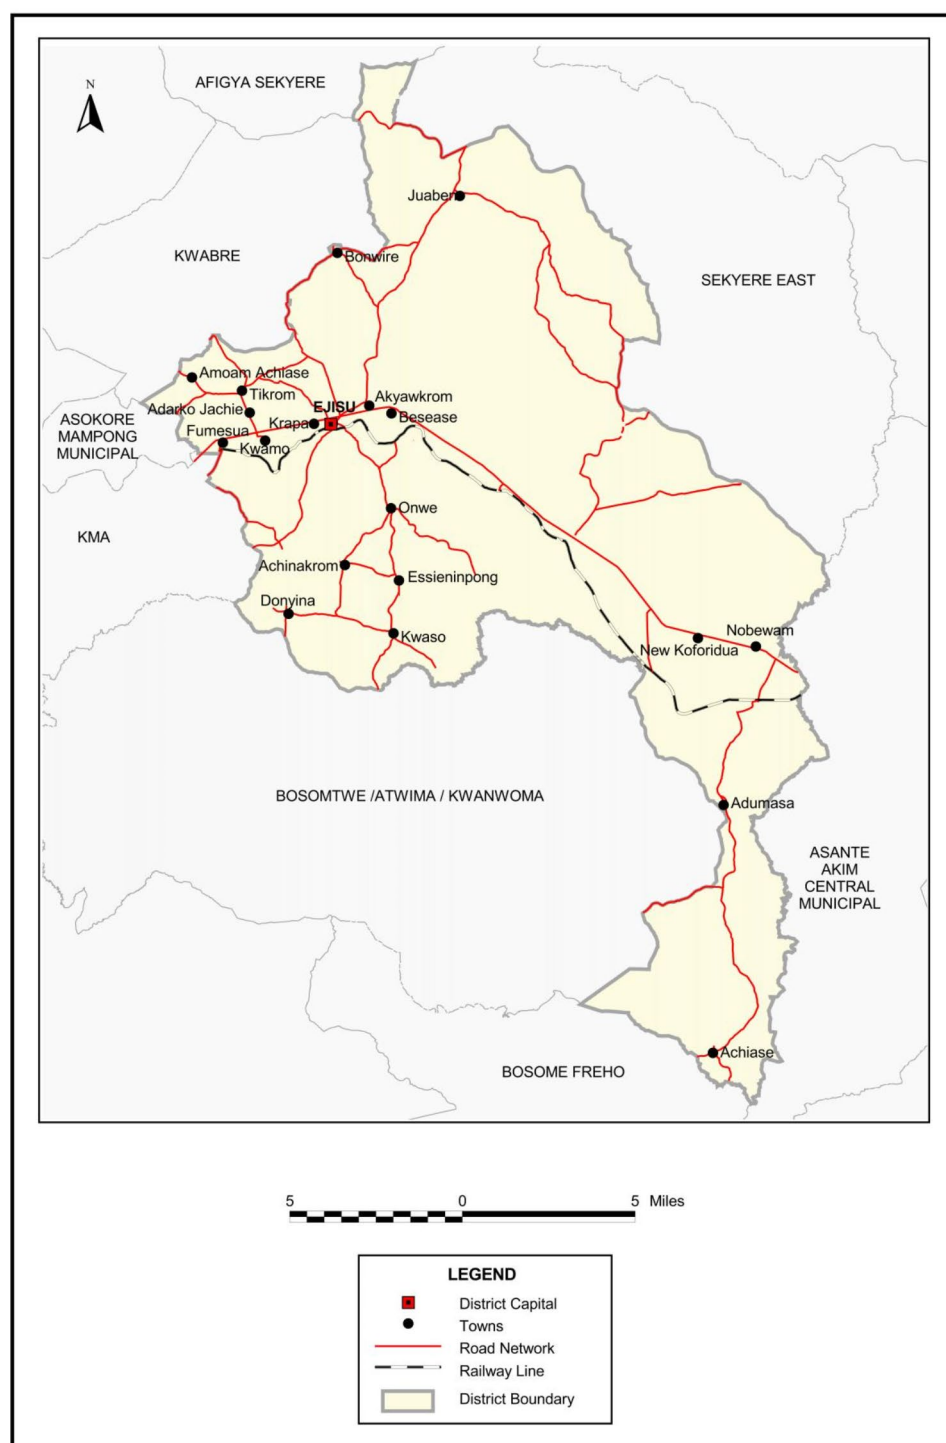 N
AFIGYA SEKYERE
Juaben
KWABRE
Bonwire
SEKYERE EAST
Amoam Achiase
Tikrom
Akyawkrom
EJISU
Adarko Jachie
Besease
Krapa
ASOKORE
MAMPONG
MUNICIPAL
Fumesua
Kwamo
Onwe
KMA
Achinakrom
Essieninpong
Donyina
Kwaso
Nobewam
New Koforidua
BOSOMTWE /ATWIMA / KWANWOMA
Adumasa
ASANTE
AKIM
CENTRAL
MUNICIPAL
Achiase
BOSOME FREHO
5 0 5 Miles
LEGEND
District Capital
Towns
Road Network
Railway Line
District Boundary